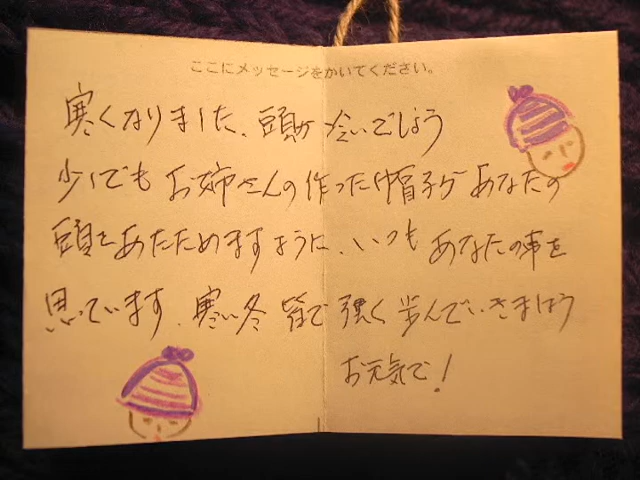 ここにメッセージをかいてください。
寒くなりました、頭が冷いでしょう
少しでもお姉さんの作った帽子があなたの
頭をあたためますように、いつもあなたの事を
思っています、寒い冬皆で強く歩んでいきましょう
お元気で!